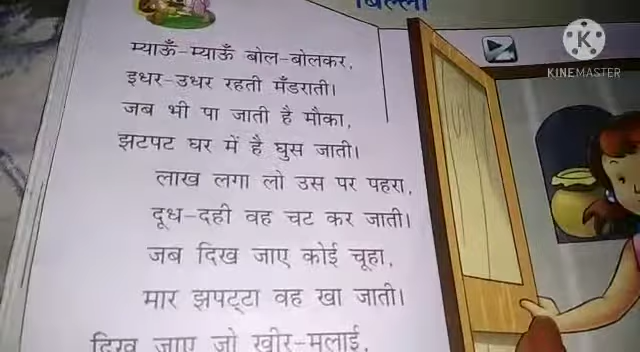 बिल्ली
म्याऊँ-म्याऊँ बोल-बोलकर,
इधर-उधर रहती मँडराती।
जब भी पा जाती है मौका,
झटपट घर में है घुस जाती।
लाख लगा लो उस पर पहरा,
दूध-दही वह चट कर जाती।
जब दिख जाए कोई चूहा,
मार झपट्टा वह खा जाती।
दिख जाए जो खीर-मलाई,
KINEMASTER